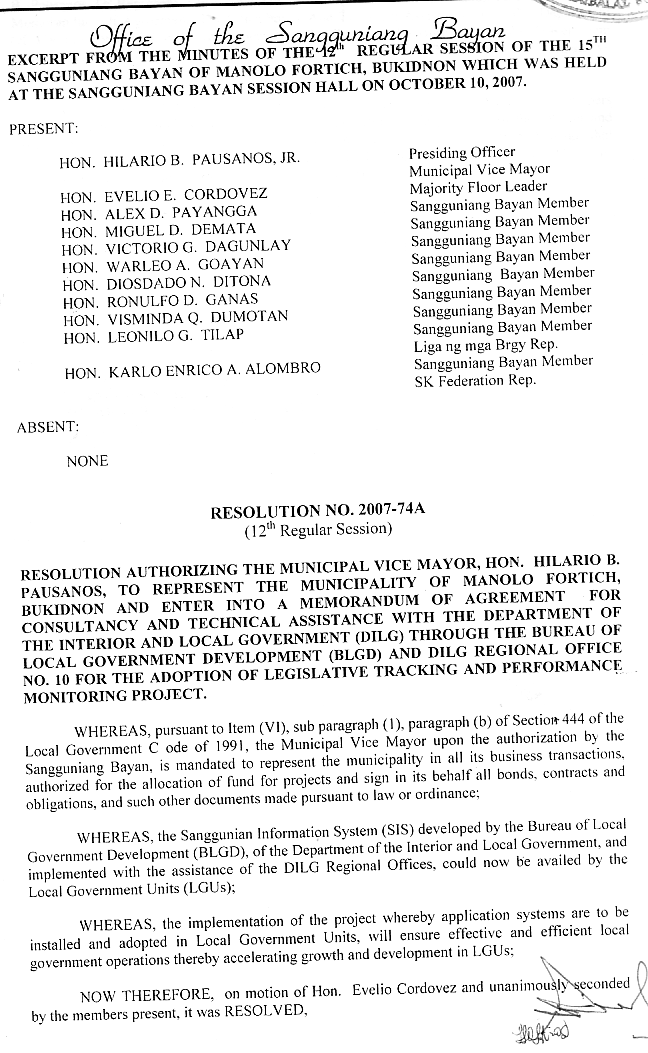 Office of the Sangguniang Bayan
EXCERPT FROM THE MINUTES OF THE 12th REGULAR SESSION OF THE 15TH
SANGGUNIANG BAYAN OF MANOLO FORTICH, BUKIDNON WHICH WAS HELD
AT THE SANGGUNIANG BAYAN SESSION HALL ON OCTOBER 10, 2007.
PRESENT:
HON. HILARIO B. PAUSANOS, JR. Presiding Officer
Municipal Vice Mayor
HON. EVELIO E. CORDOVEZ Majority Floor Leader
HON. ALEX D. PAYANGGA Sangguniang Bayan Member
HON. MIGUEL D. DEMATA Sangguniang Bayan Member
HON. VICTORIO G. DAGUNLAY Sangguniang Bayan Member
HON. WARLEO A. GOAYAN Sangguniang Bayan Member
HON. DIOSDADO N. DITONA Sangguniang Bayan Member
HON. RONULFO D. GANAS Sangguniang Bayan Member
HON. VISMINDA Q. DUMOTAN Sangguniang Bayan Member
HON. LEONILO G. TILAP Sangguniang Bayan Member
Liga ng mga Brgy Rep.
HON. KARLO ENRICO A. ALOMBRO Sangguniang Bayan Member
SK Federation Rep.
ABSENT:
NONE
RESOLUTION NO. 2007-74A
(12th Regular Session)
RESOLUTION AUTHORIZING THE MUNICIPAL VICE MAYOR, HON. HILARIO B.
PAUSANOS, TO REPRESENT THE MUNICIPALITY OF MANOLO FORTICH,
BUKIDNON AND ENTER INTO A MEMORANDUM OF AGREEMENT FOR
CONSULTANCY AND TECHNICAL ASSISTANCE WITH THE DEPARTMENT OF
THE INTERIOR AND LOCAL GOVERNMENT (DILG) THROUGH THE BUREAU OF
LOCAL GOVERNMENT DEVELOPMENT (BLGD) AND DILG REGIONAL OFFICE
NO. 10 FOR THE ADOPTION OF LEGISLATIVE TRACKING AND PERFORMANCE
MONITORING PROJECT.
WHEREAS, pursuant to Item (VI), sub paragraph (1), paragraph (b) of Section 444 of the
Local Government C ode of 1991, the Municipal Vice Mayor upon the authorization by the
Sangguniang Bayan, is mandated to represent the municipality in all its business transactions,
authorized for the allocation of fund for projects and sign in its behalf all bonds, contracts and
obligations, and such other documents made pursuant to law or ordinance;
WHEREAS, the Sanggunian Information System (SIS) developed by the Bureau of Local
Government Development (BLGD), of the Department of the Interior and Local Government, and
implemented with the assistance of the DILG Regional Offices, could now be availed by the
Local Government Units (LGUs);
WHEREAS, the implementation of the project whereby application systems are to be
installed and adopted in Local Government Units, will ensure effective and efficient local
government operations thereby accelerating growth and development in LGUs;
NOW THEREFORE, on motion of Hon. Evelio Cordovez and unanimously seconded
by the members present, it was RESOLVED,